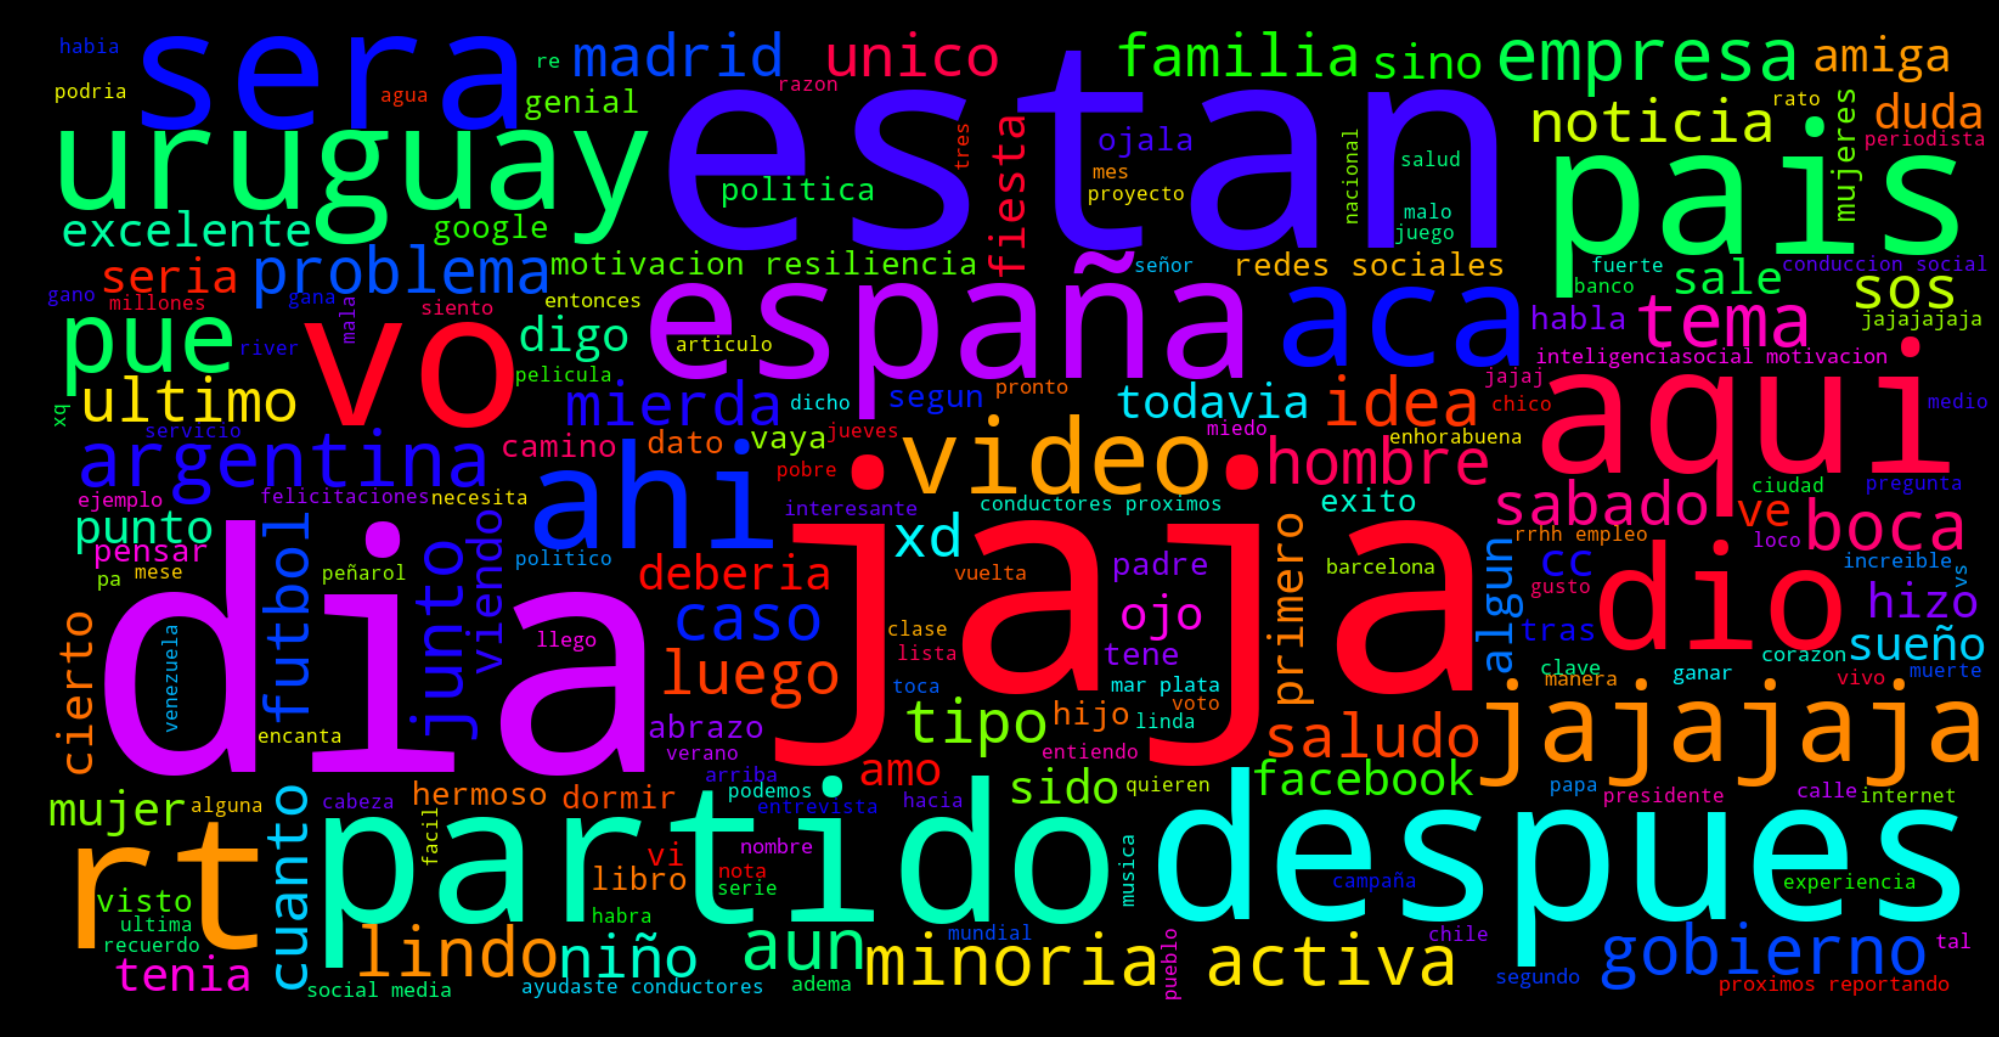 habia
podria
sera
agua
re
madrid
genial
unico
razon
familia
sino
empresa
amiga
uruguay
estan
tres
fiesta
ojala
mes
proyecto
politica
nacional
salud
malo
juego
noticia
rato
mujeres
duda
periodista
pais
excelente
google
seria
problema
motivacion resiliencia
señor
redes sociales
fuerte
banco
sale
conduccion social
sos
gano
millones
gana
mala
siento
entonces
españa
aca
habla
tema
jajajajaja
pue
river
vo
digo
articulo
pelicula
inteligenciasocial motivacion
xq
ultimo
mierda
dicho
segun
pronto
todavia
idea
jajaj
chico
aqui
medio
servicio
argentina
camino
dato
vaya
jueves
pobre
video
miedo
hombre
enhorabuena
ejemplo
felicitaciones
necesita
ahi
interesante
conductores proximos
exito
sabado
ve
ciudad
pregunta
boca
punto
pensar
pa
mese
futbol
peñarol
junto
viendo
politico
deberia
xd
vuelta
padre
primero
barcelona
algun
rrhh empleo
cc
gusto
loco
increible
vs
dia
jaja
dio
hizo
cierto
venezuela
llego
caso
clase
lista
ojo
tene
tras
clave
sueño
corazon
luego
toca
mar plata
voto
manera
ganar
vivo
muerte
encanta
abrazo
verano
tipo
hijo
linda
entiendo
saludo
jajajaja
mujer
alguna
cuanto
cabeza
hermoso
dormir
arriba
podemos
entrevista
amo
hacia
sido
quieren
facebook
papa
presidente
calle
internet
rt
partido
facil
vi
libro
nombre
nota
serie
musica
despues
campaña
experiencia
visto
ultima
recuerdo
habra
tenia
lindo
niño
aun
mundial
minoria activa
pueblo
chile
gobierno
tal
social media
ayudaste conductores
adema
segundo
proximos reportando